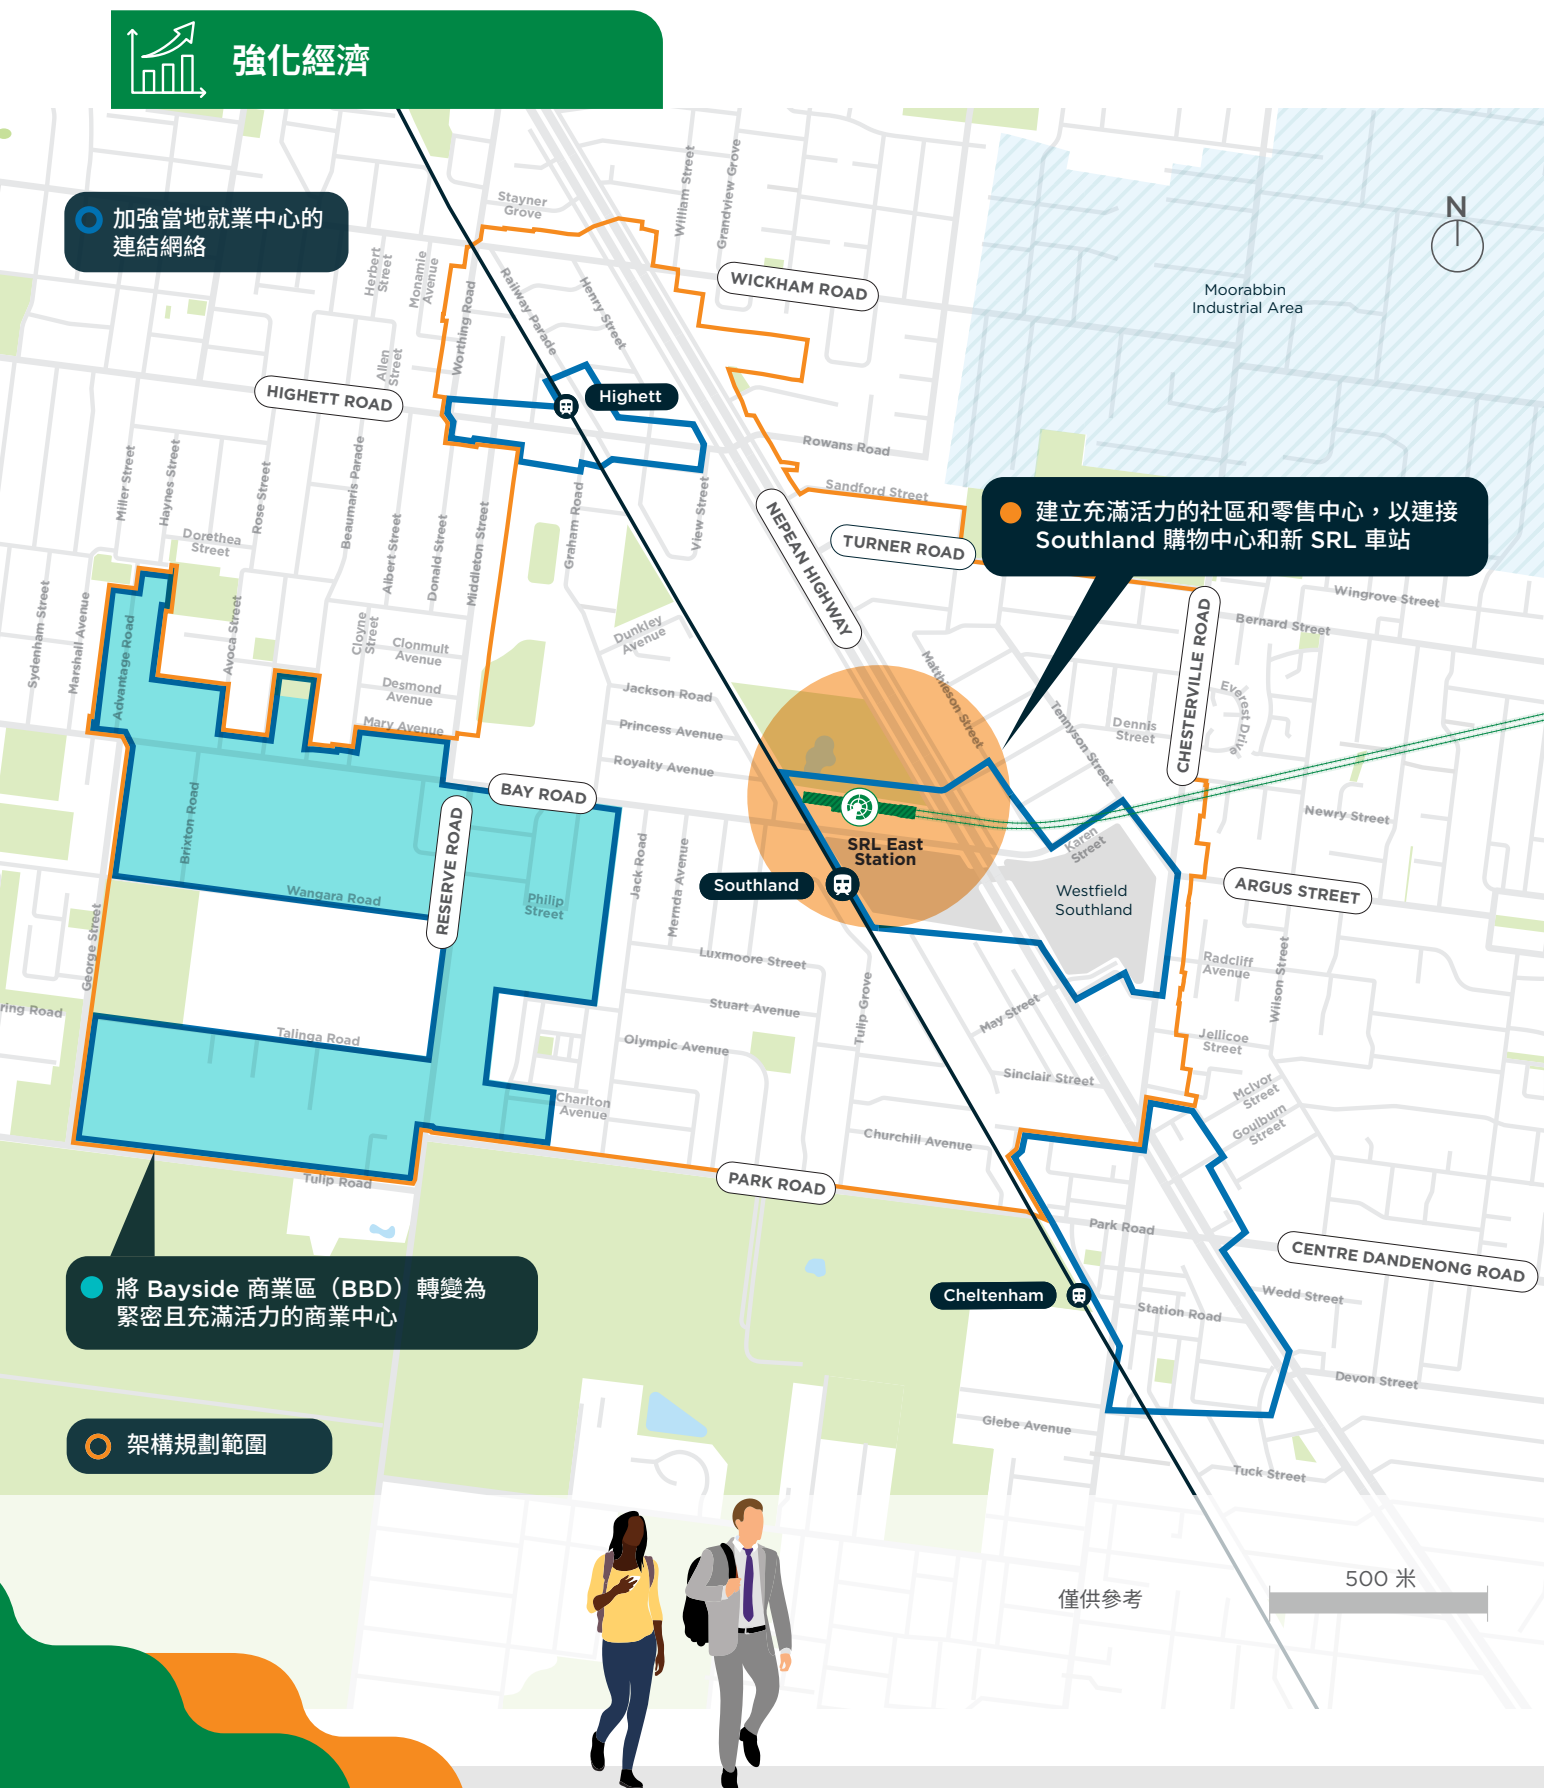 強化經濟
加強當地就業中心的
連結網絡
Stayner
Grove
William Street
Grandview Grove
N
Herbert
Street
Monamie
Avenue
Worthing Road
Railway Parade
Henry Street
WICKHAM ROAD
Moorabbin
Industrial Area
Allen
Street
HIGHETT ROAD
Highett
Rowans Road
Sandford Street
Miller Street
Haynes Street
Rose Street
Beaumaris Parade
Albert Street
Donald Street
Middleton Street
Graham Road
View Street
NEPEAN HIGHWAY
TURNER ROAD
建立充滿活力的社區和零售中心，以連接
Southland 購物中心和新 SRL 車站
Dorethea
Street
Sydenham Street
Marshall Avenue
Advantage Road
Avoca Street
Cloyne
Street
Clonmult
Avenue
Desmond
Avenue
Mary Avenue
Dunkley
Avenue
Jackson Road
Princess Avenue
Royalty Avenue
Matthieson Street
Tennyson Street
Dennis
Street
CHESTERVILLE ROAD
Everest Drive
Wingrove Street
Bernard Street
Newry Street
BAY ROAD
RESERVE ROAD
Brixton Road
Wangara Road
Philip
Street
Jack Road
Mernda Avenue
SRL East
Station
Southland
Karen
Street
Westfield
Southland
ARGUS STREET
George Street
Luxmoore Street
Stuart Avenue
Olympic Avenue
Tulip Grove
May Street
Sinclair Street
Radcliff
Avenue
Wilson Street
Jellicoe
Street
McIvor
Street
Goulburn
Street
ring Road
Talinga Road
Charlton
Avenue
Churchill Avenue
Tulip Road
PARK ROAD
Park Road
CENTRE DANDENONG ROAD
Wedd Street
將 Bayside 商業區（BBD）轉變為
緊密且充滿活力的商業中心
Cheltenham
Station Road
Devon Street
Glebe Avenue
Tuck Street
架構規劃範圍
500 米
僅供參考